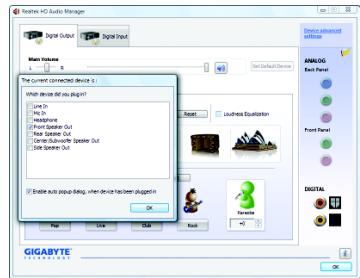 Realtek HD Audio Manager
Digital Output
Digital Input
Device advanced
settings
Main Volume
L
R
Set Default Device
ANALOG
Back Panel
The current connected device is :
Which device did you plug in?
Line In
Mic In
Headphone
Front Speaker Out
Rear Speaker Out
Center/Subwoofer Speaker Out
Side Speaker Out
Enable auto popup dialog, when device has been plugged in
OK
Reset
Loudness Equalization
Front Panel
DIGITAL
Karaoke
Pop
Live
Club
Rock
+0
GIGABYTE
TECHNOLOGY
OK